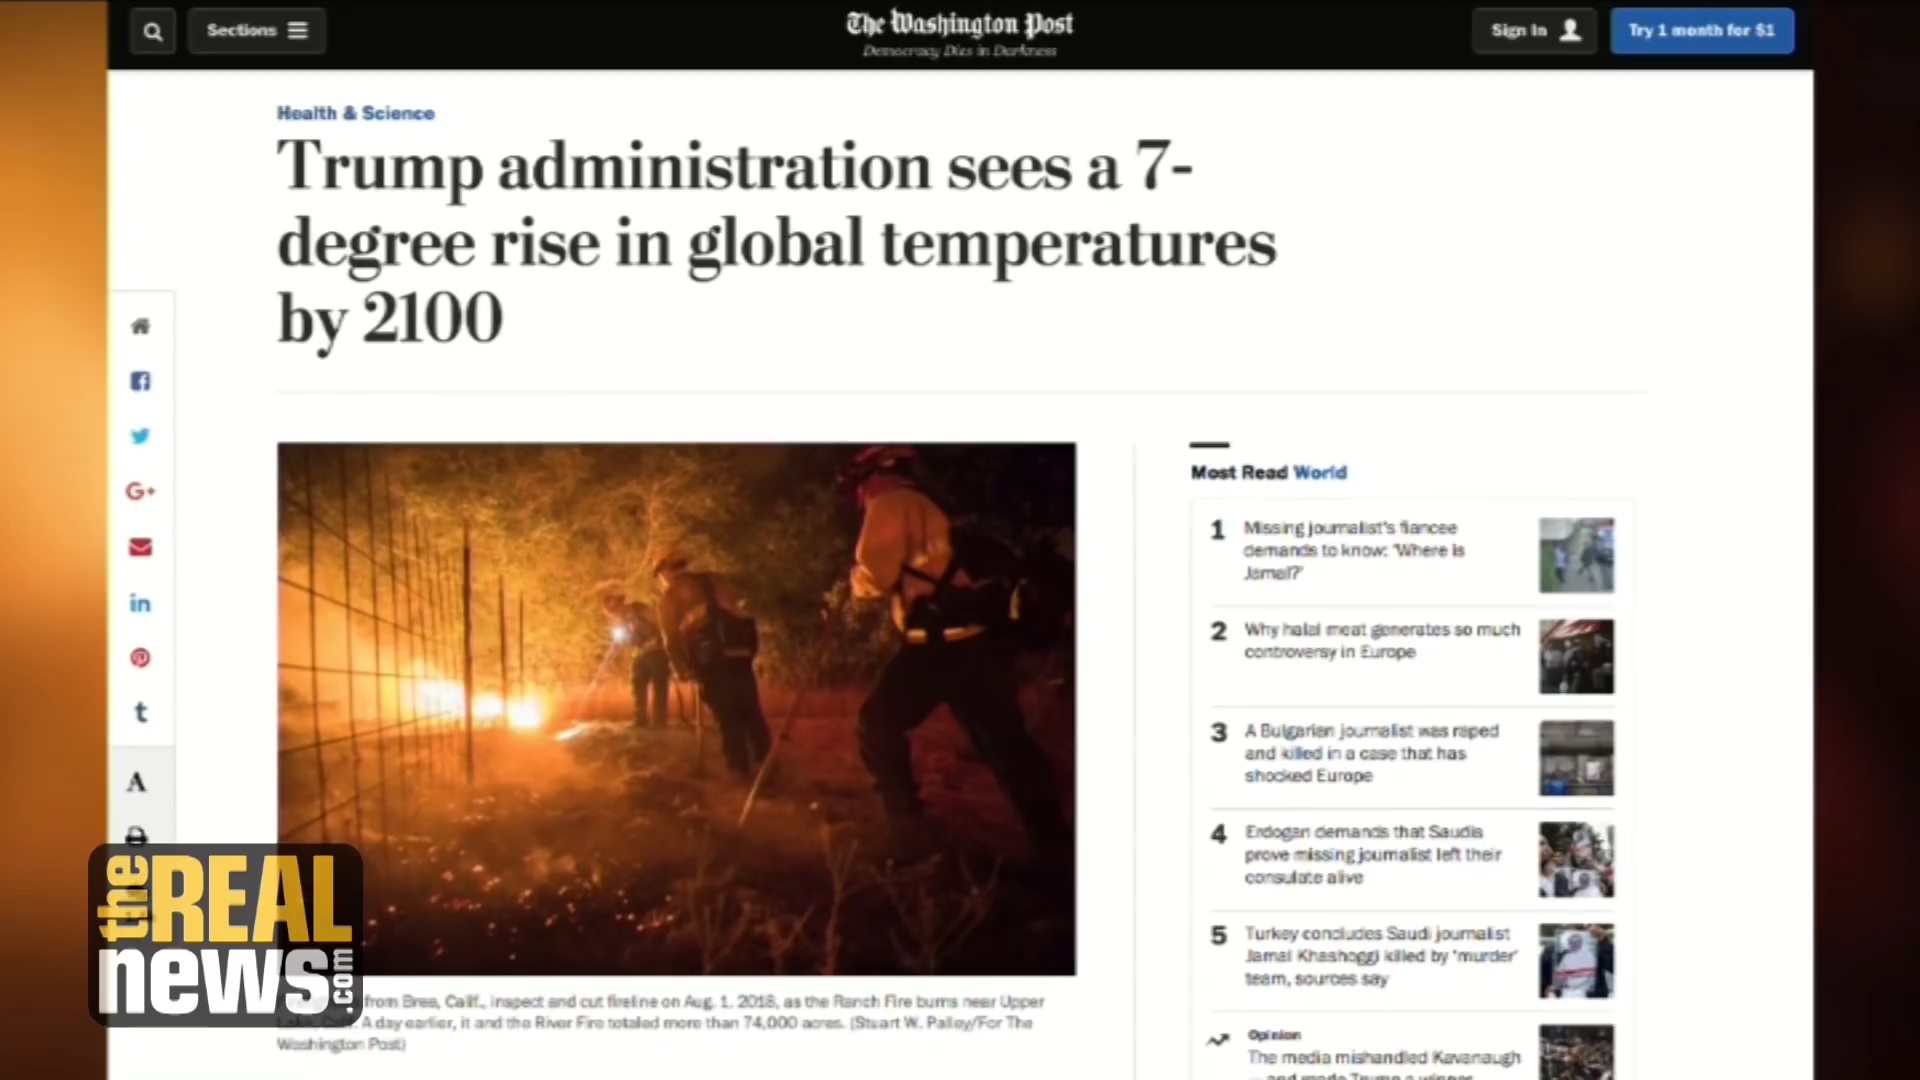 Sections
The Washington Post
Democracy Dies in Darkness
Sign In
Try 1 month for $1
Health & Science
Trump administration sees a 7-
degree rise in global temperatures
by 2100
Most Read World
1 Missing journalist's fiancee
demands to know: 'Where is
Jamal?'
2 Why halal meat generates so much
controversy in Europe
3 A Bulgarian journalist was raped
and killed in a case that has
shocked Europe
4 Erdogan demands that Saudis
prove missing journalist left their
consulate alive
5 Turkey concludes Saudi journalist
Jamal Khashoggi killed by 'murder'
team, sources say
Opinion
The media mishandled Kavanaugh
— and made Trump a winner
G+
in
t
A
from Brea, Calif., inspect and cut fireline on Aug. 1, 2018, as the Ranch Fire burns near Upper
A day earlier, it and the River Fire totaled more than 74,000 acres. (Stuart W. Palley/For The
Washington Post)
the REAL
news.com